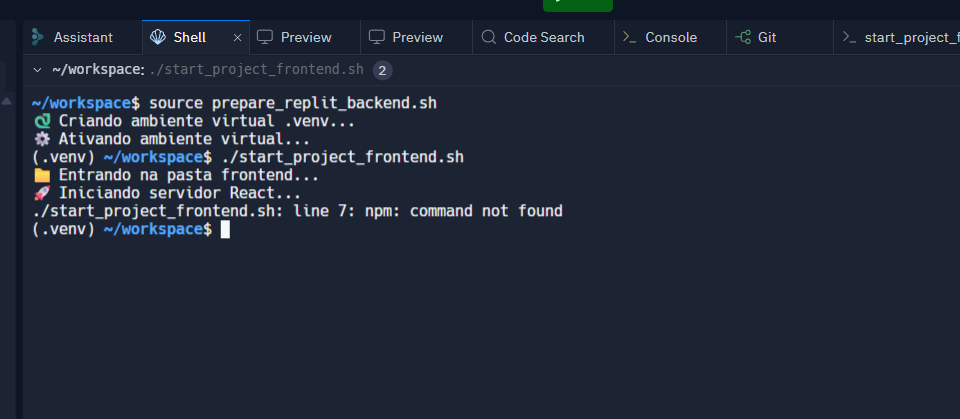 Assistant
Shell
Preview
Preview
Code Search
Console
Git
~/workspace: ./start_project_frontend.sh 2
~/workspace$ source prepare_replit_backend.sh
Criando ambiente virtual .venv...
Ativando ambiente virtual...
(.venv) ~/workspace$ ./start_project_frontend.sh
Entrando na pasta frontend...
Iniciando servidor React...
./start_project_frontend.sh: line 7: npm: command not found
(.venv) ~/workspace$